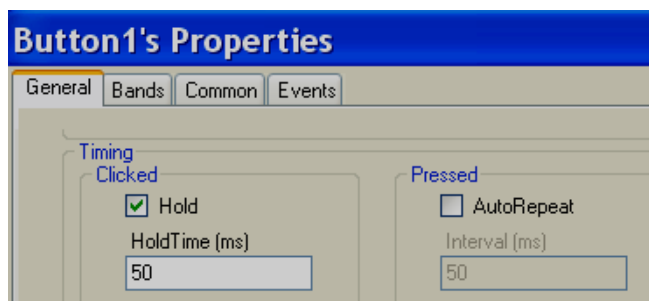 Button1's Properties
General Bands Common Events
Timing
Clicked Pressed
Hold AutoRepeat
HoldTime (ms) Interval (ms)
50 50